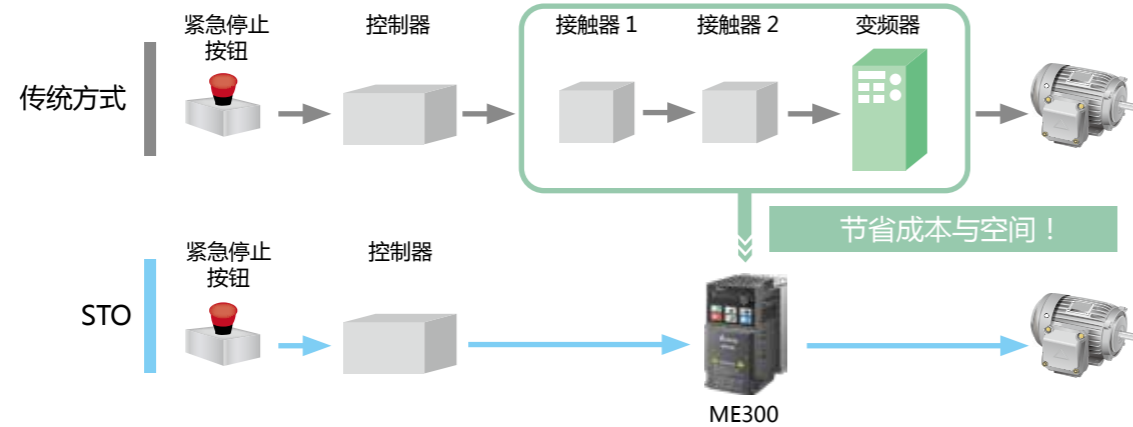 紧急停止
按钮
控制器
接触器 1
接触器 2
变频器
传统方式
节省成本与空间！
紧急停止
按钮
控制器
STO
ME300